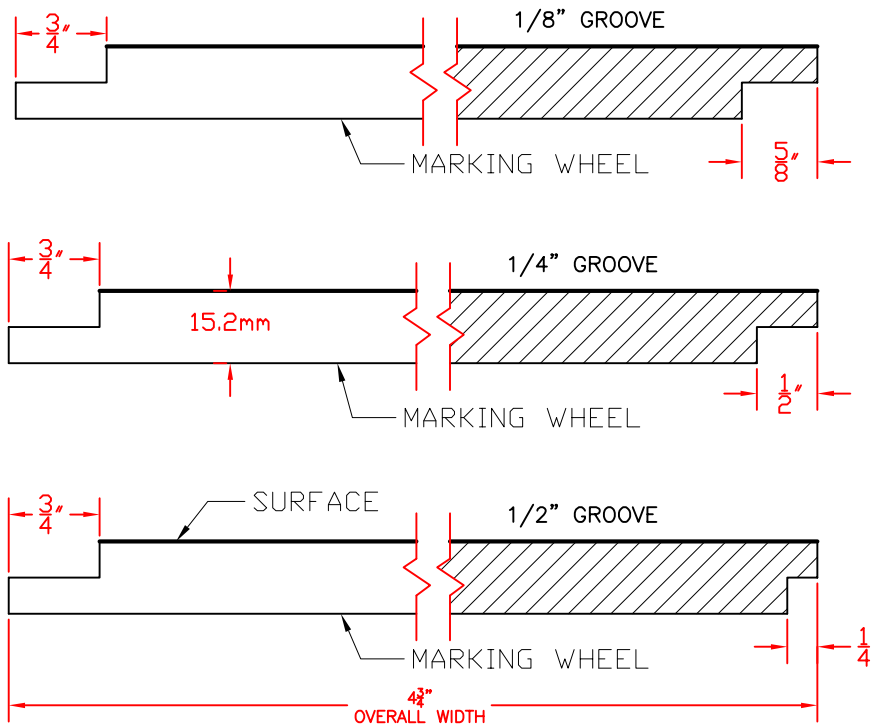 1/8” GROOVE
3/4"
MARKING WHEEL
5/8"
1/4” GROOVE
3/4"
15.2mm
1/2"
MARKING WHEEL
3/4"
SURFACE
1/2” GROOVE
1/4
MARKING WHEEL
4 3/4"
OVERALL WIDTH